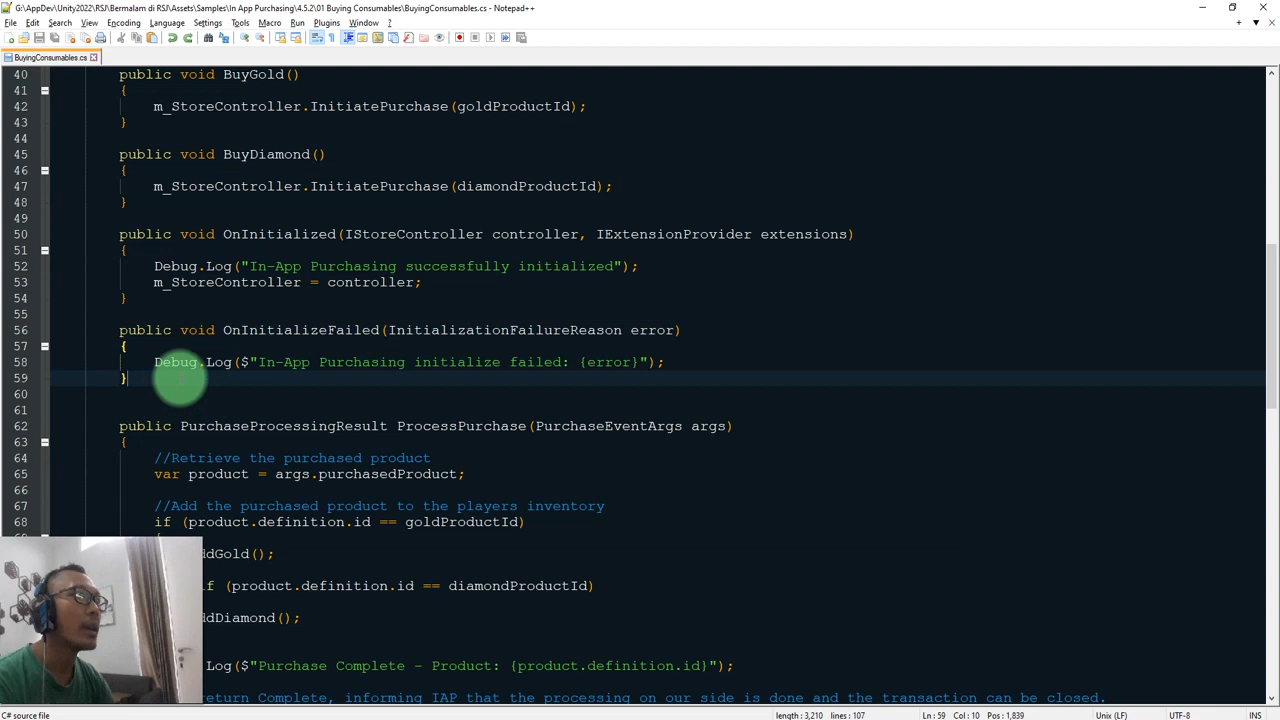 G:\AppDev\Unity2022\RSJ\Bermalam di RSJ\Assets\Samples\In App Purchasing\4.5.2\01 Buying Consumables\BuyingConsumables.cs - Notepad++
File Edit Search View Encoding Language Settings Tools Macro Run Plugins Window ?
BuyingConsumables.cs
40 public void BuyGold()
41 {
42 m_StoreController.InitiatePurchase(goldProductId);
43 }
44
45 public void BuyDiamond()
46 {
47 m_StoreController.InitiatePurchase(diamondProductId);
48 }
49
50 public void OnInitialized(IStoreController controller, IExtensionProvider extensions)
51 {
52 Debug.Log("In-App Purchasing successfully initialized");
53 m_StoreController = controller;
54 }
55
56 public void OnInitializeFailed(InitializationFailureReason error)
57 {
58 Debug.Log($"In-App Purchasing initialize failed: {error}");
59 }
60
61
62 public PurchaseProcessingResult ProcessPurchase(PurchaseEventArgs args)
63 {
64 //Retrieve the purchased product
65 var product = args.purchasedProduct;
66
67 //Add the purchased product to the players inventory
68 if (product.definition.id == goldProductId)
ddGold();
if (product.definition.id == diamondProductId)
ddDiamond();
.Log($"Purchase Complete - Product: {product.definition.id}");
return Complete, informing IAP that the processing on our side is done and the transaction can be closed.
C# source file length : 3,210 lines : 107 Ln : 59 Col : 10 Pos : 1,839 Unix (LF) UTF-8 INS